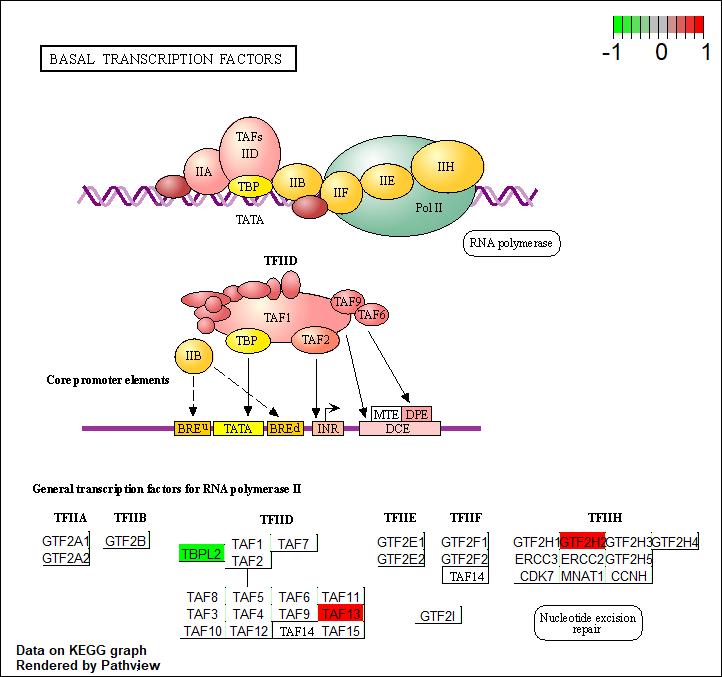 -1 0 1
BASAL TRANSCRIPTION FACTORS
TAFs
IID
IIA
TBP
IIB
IIF
IIE
IIH
Pol II
TATA
RNA polymerase
TFIID
TAF1
TAF9
TAF6
TBP
TAF2
IIB
Core promoter elements
MTE DPE
BREu TATA BREd INR DCE
General transcription factors for RNA polymerase II
TFIIA TFIIB TFIID TFIIE TFIIF TFIIH
GTF2A1 GTF2B TAF1 TAF7 GTF2E1 GTF2F1 GTF2H1 GTF2H2 GTF2H3 GTF2H4
TBPL2
GTF2A2 TAF2 GTF2E2 GTF2F2 ERCC3 ERCC2 GTF2H5
TAF14 CDK7 MNAT1 CCNH
TAF8 TAF5 TAF6 TAF11
TAF3 TAF4 TAF9 TAF13 GTF2I
TAF10 TAF12 TAF14 TAF15
Nucleotide excision
repair
Data on KEGG graph
Rendered by Pathview